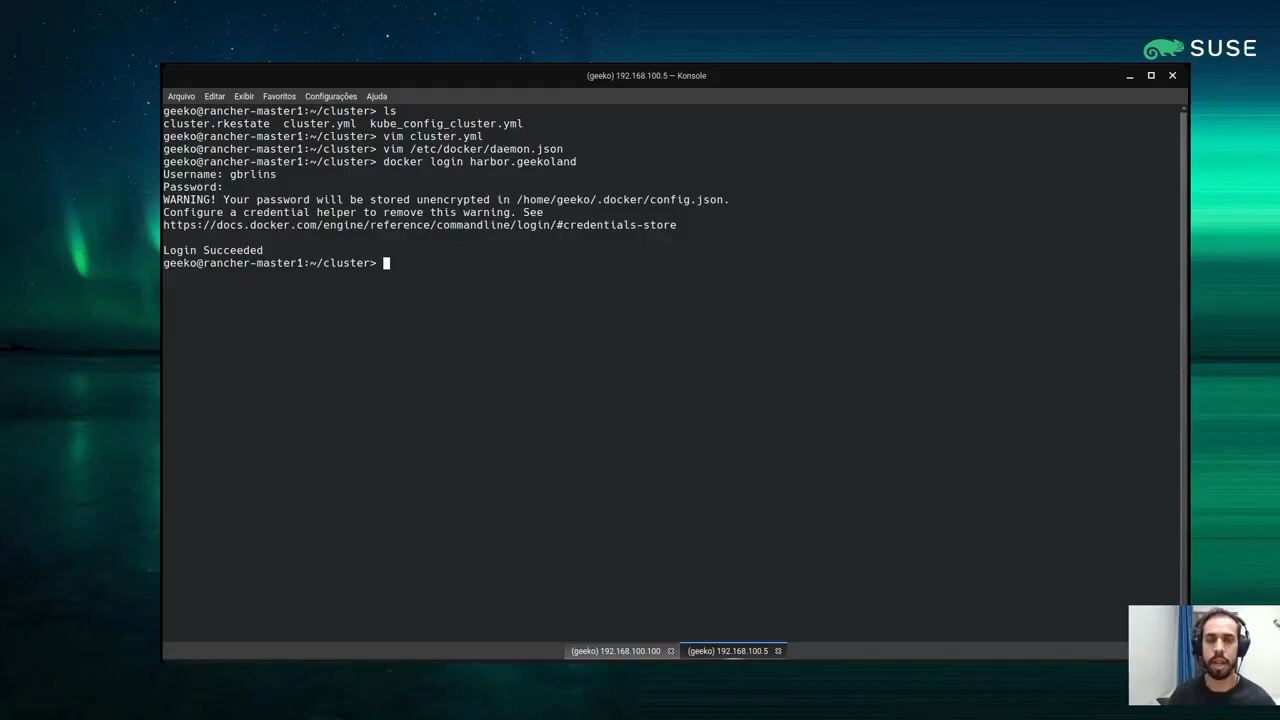 SUSE
(geeko) 192.168.100.5 — Konsole
Arquivo Editar Exibir Favoritos Configurações Ajuda
geeko@rancher-master1:~/cluster> ls
cluster.rkestate cluster.yml kube_config_cluster.yml
geeko@rancher-master1:~/cluster> vim cluster.yml
geeko@rancher-master1:~/cluster> vim /etc/docker/daemon.json
geeko@rancher-master1:~/cluster> docker login harbor.geekoland
Username: gbrlins
Password:
WARNING! Your password will be stored unencrypted in /home/geeko/.docker/config.json.
Configure a credential helper to remove this warning. See
https://docs.docker.com/engine/reference/commandline/login/#credentials-store
Login Succeeded
geeko@rancher-master1:~/cluster>
(geeko) 192.168.100.100 (geeko) 192.168.100.5